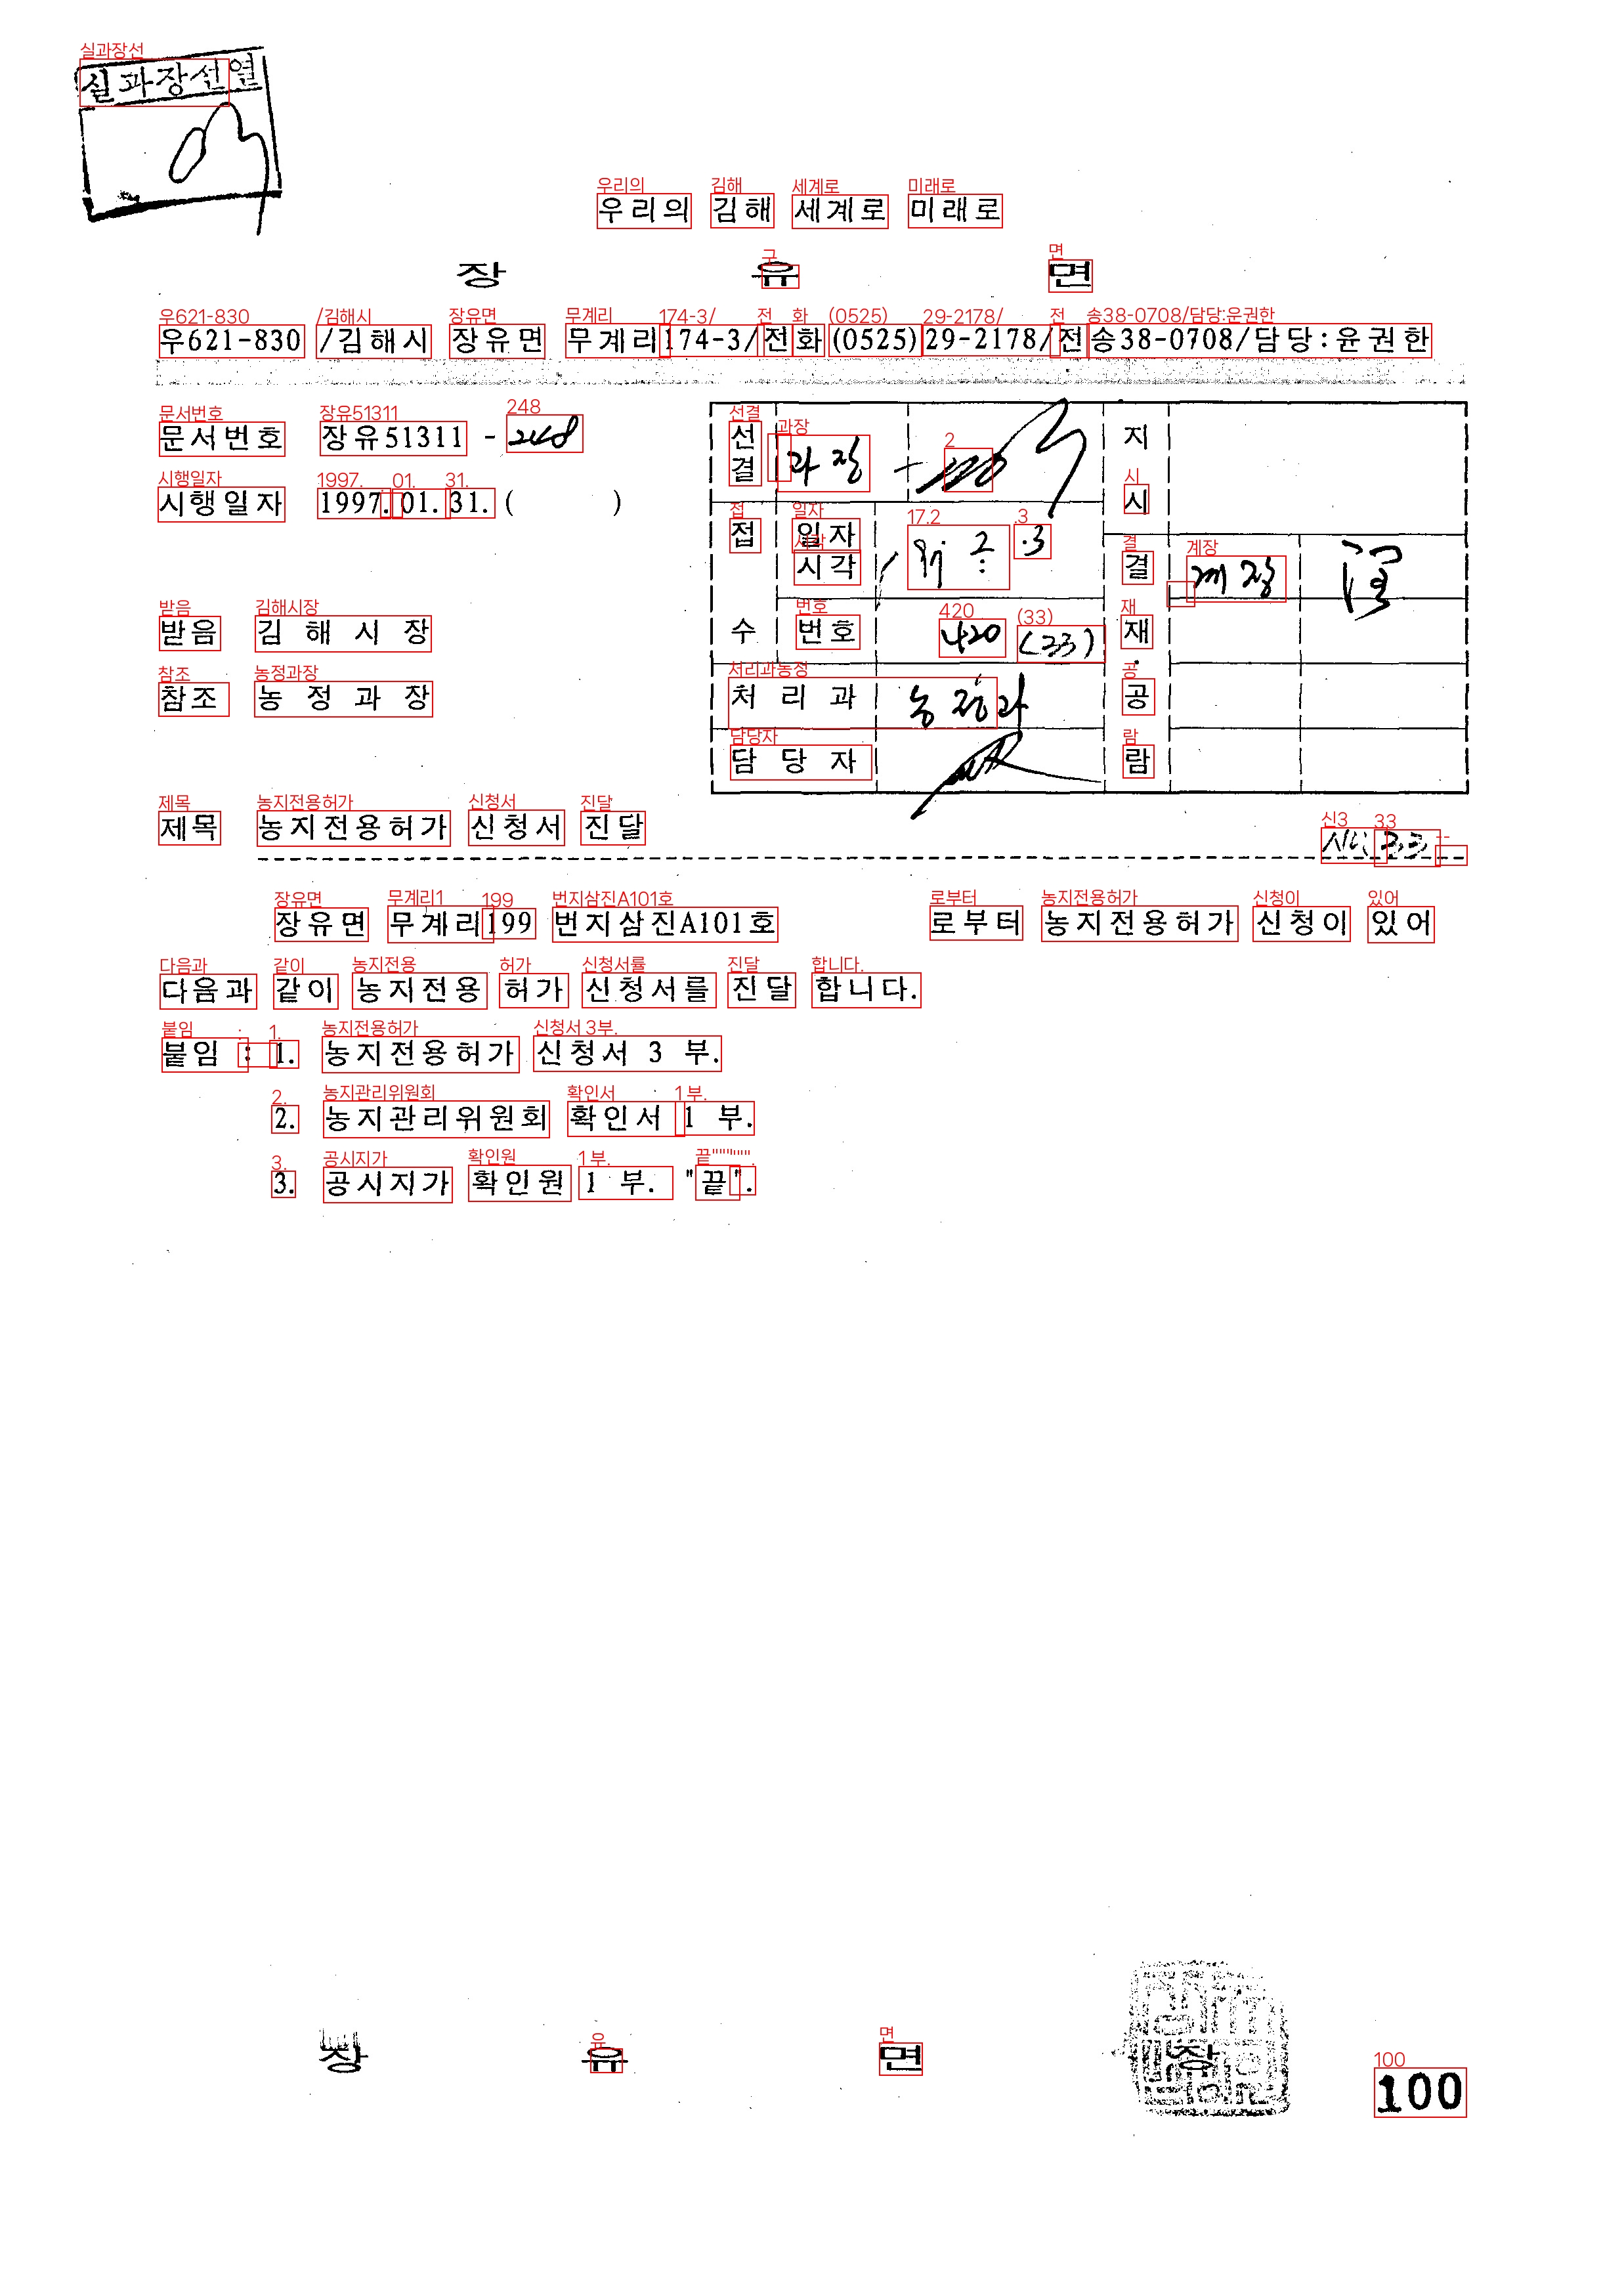 실과장선열
우리의 김해 세계로 미래로
장 유 면
우621-830 /김해시 장유면 무계리174-3/전화(0525)29-2178/전송38-0708/담당:윤권한
문서번호 장유51311 - 248
시행일자 1997. 01. 31. ( )
받음 김해시장
참조 농정과장
선결 과장 지시
접수 일자 시각 97 2 . 3 결재 계장
번호 420 (33)
처리과 농정과 공람
담당자
제목 농지전용허가 신청서 진달
장유면 무계리199 번지삼진A101호 로부터 농지전용허가 신청이 있어
다음과 같이 농지전용 허가 신청서를 진달 합니다.
붙임 : 1. 농지전용허가 신청서 3 부.
2. 농지관리위원회 확인서 1 부.
3. 공시지가 확인원 1 부. "끝".
장 유 면 장
100